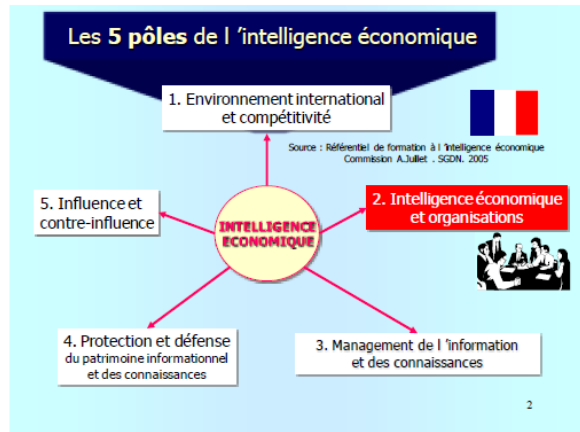 Les 5 pôles de l 'intelligence économique
1. Environnement international
et compétitivité
Source : Référentiel de formation à l 'intelligence économique
Commission A.Juillet . SGDN. 2005
5. Influence et
contre-influence
INTELLIGENCE
ECONOMIQUE
2. Intelligence économique
et organisations
4. Protection et défense
du patrimoine informationnel
et des connaissances
3. Management de l 'information
et des connaissances
2